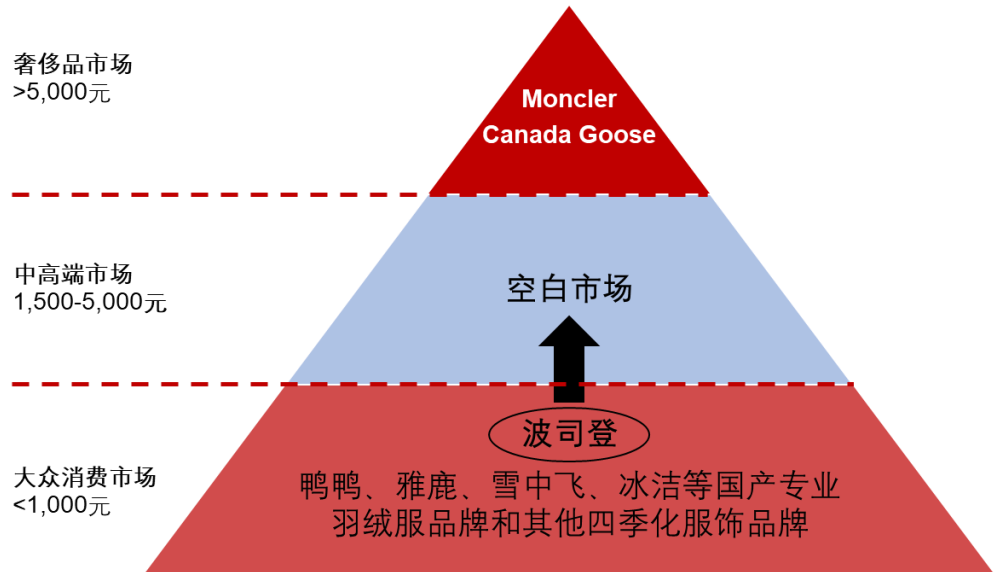 奢侈品市场
>5,000元
Moncler
Canada Goose
中高端市场
1,500-5,000元
空白市场
波司登
大众消费市场
<1,000元
鸭鸭、雅鹿、雪中飞、冰洁等国产专业
羽绒服品牌和其他四季化服饰品牌